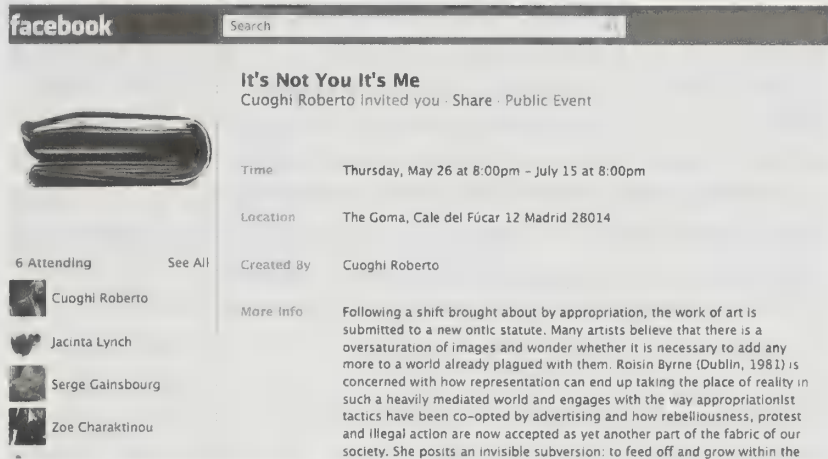 facebook
Search
It's Not You It's Me
Cuoghi Roberto invited you · Share · Public Event
Time Thursday, May 26 at 8:00pm – July 15 at 8:00pm
Location The Goma, Cale del Fúcar 12 Madrid 28014
6 Attending See All
Created By Cuoghi Roberto
Cuoghi Roberto
Jacinta Lynch
Serge Gainsbourg
Zoe Charaktinou
More Info Following a shift brought about by appropriation, the work of art is
submitted to a new ontic statute. Many artists believe that there is a
oversaturation of images and wonder whether it is necessary to add any
more to a world already plagued with them. Roisin Byrne (Dublin, 1981) is
concerned with how representation can end up taking the place of reality in
such a heavily mediated world and engages with the way appropriationist
tactics have been co-opted by advertising and how rebelliousness, protest
and illegal action are now accepted as yet another part of the fabric of our
society. She posits an invisible subversion: to feed off and grow within the